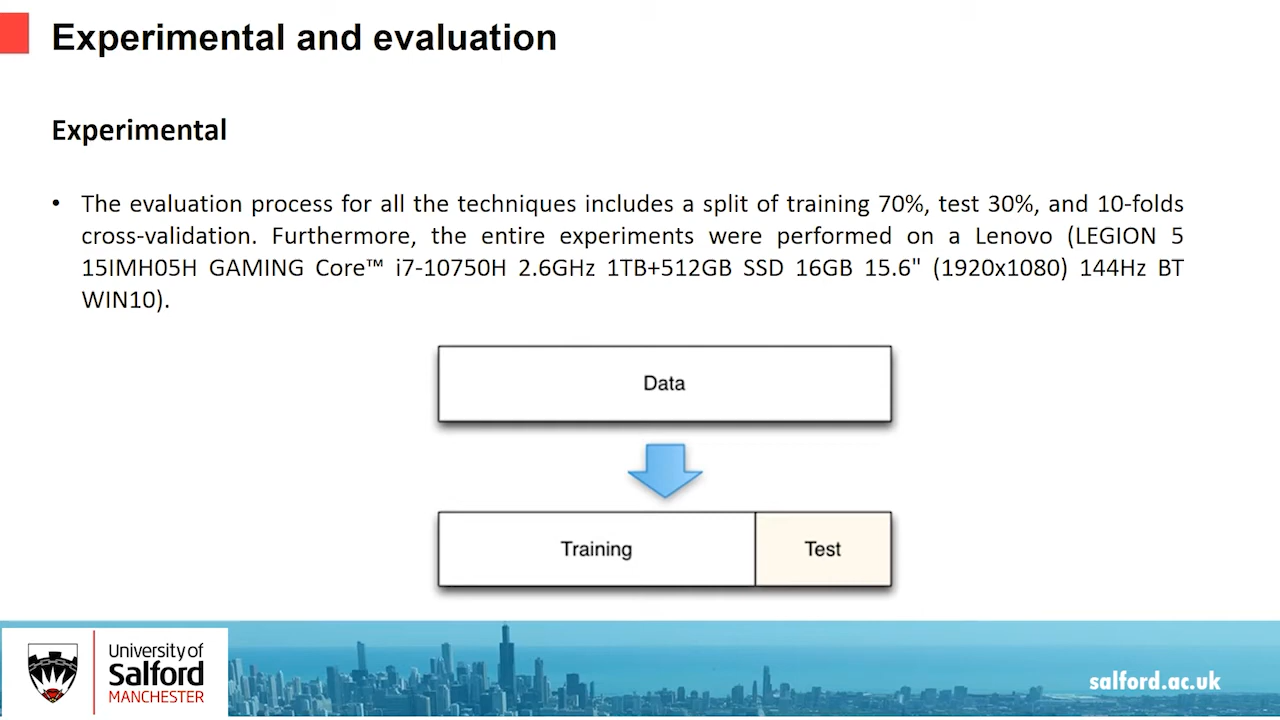 Experimental and evaluation
Experimental
• The evaluation process for all the techniques includes a split of training 70%, test 30%, and 10-folds
cross-validation. Furthermore, the entire experiments were performed on a Lenovo (LEGION 5
15IMH05H GAMING Core™ i7-10750H 2.6GHz 1TB+512GB SSD 16GB 15.6" (1920x1080) 144Hz BT
WIN10).
Data
Training
Test
University of
Salford
MANCHESTER
salford.ac.uk